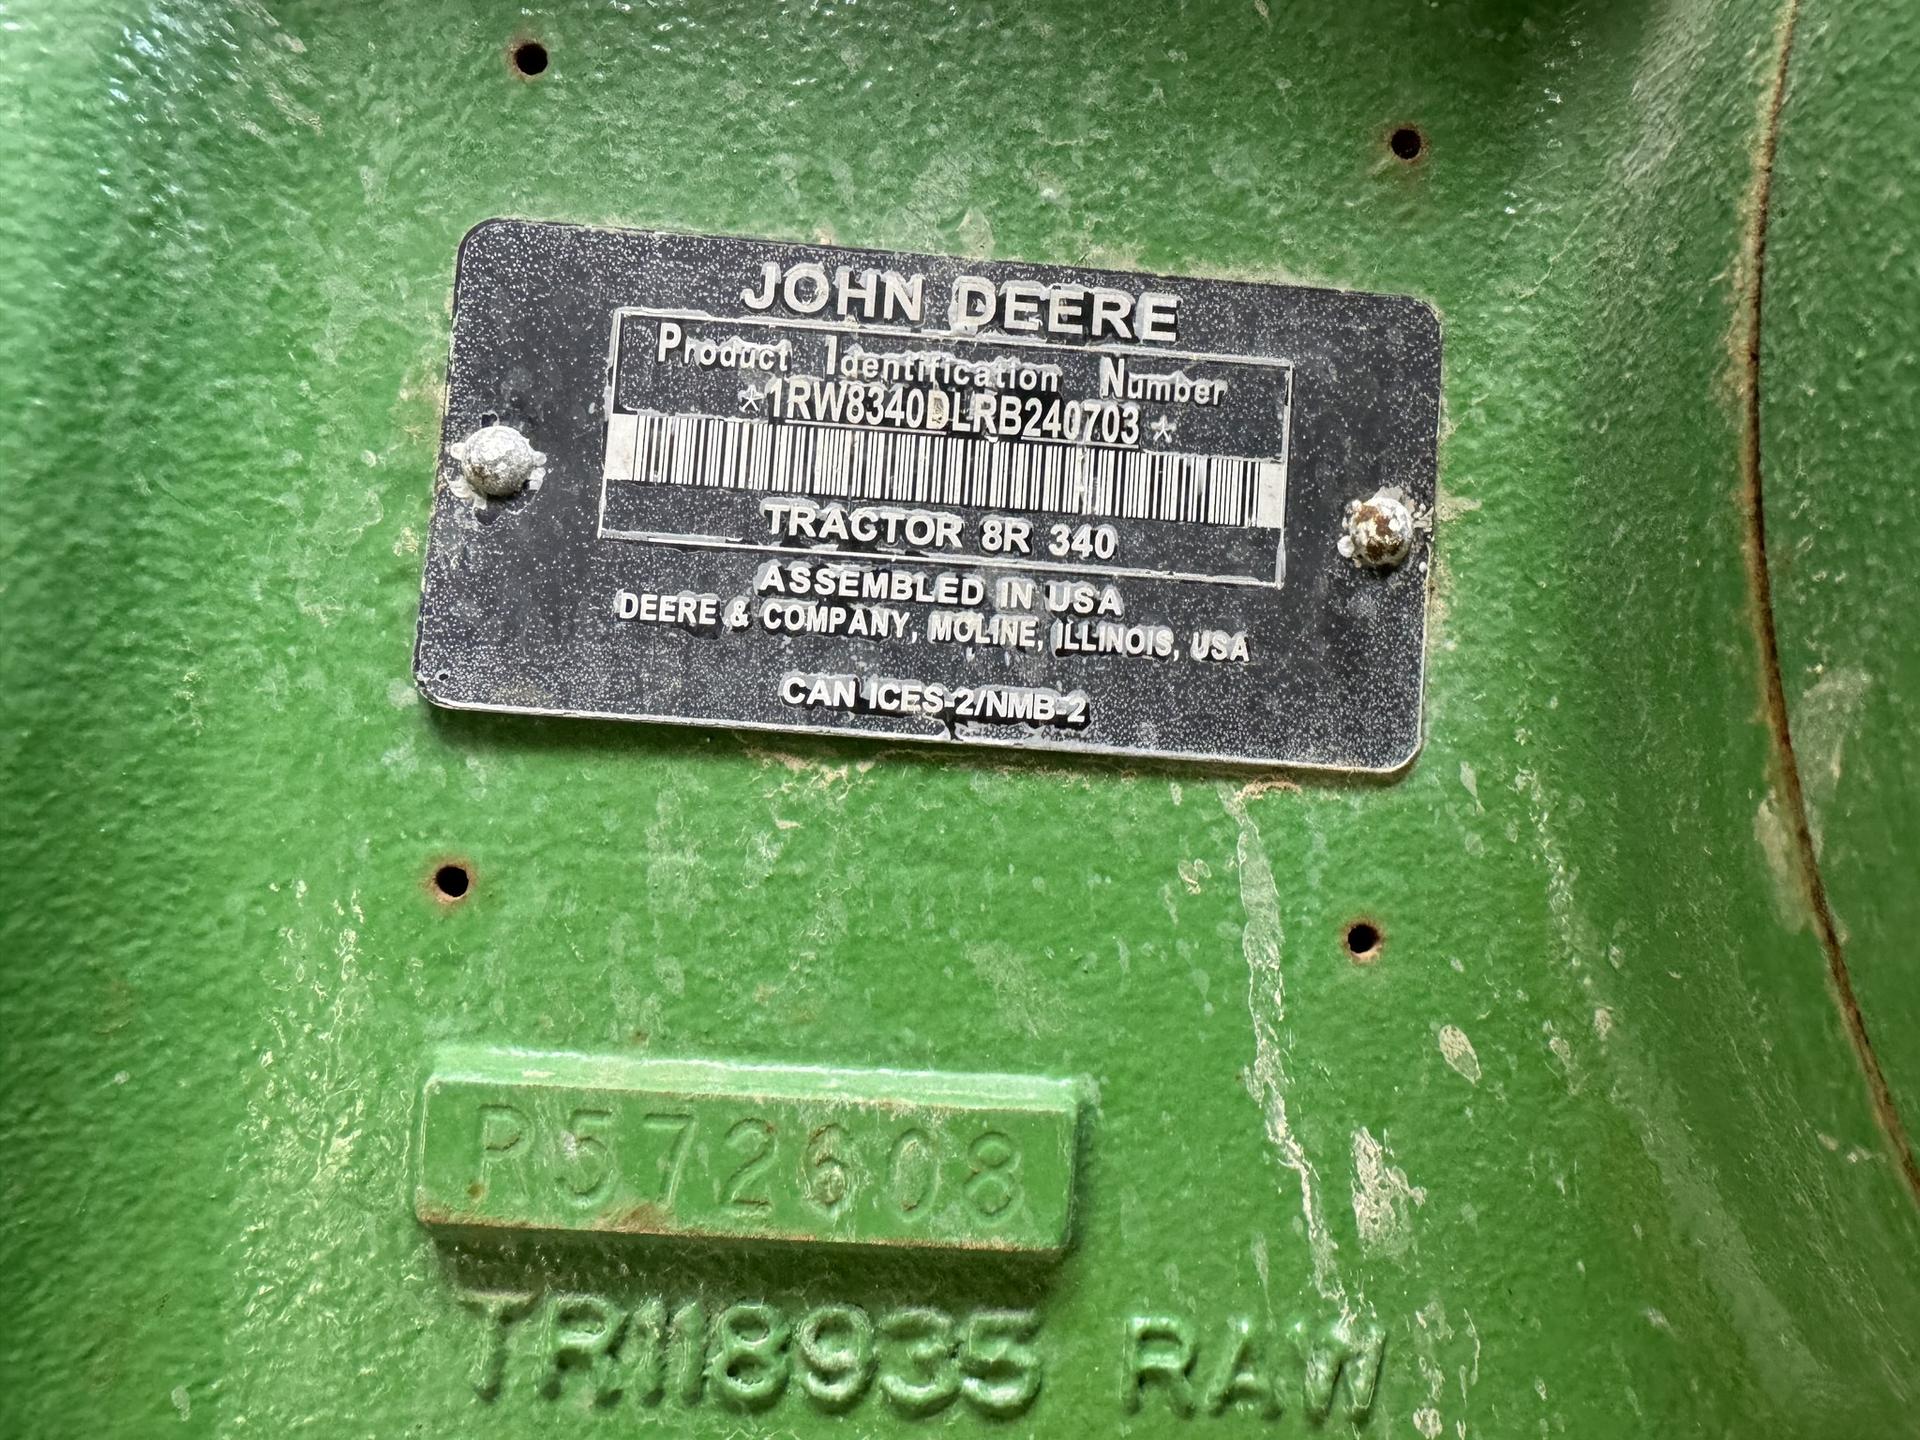 JOHN DEERE
Product Identification Number
*1RW8340DLRB240703*
TRACTOR 8R 340
ASSEMBLED IN USA
DEERE & COMPANY, MOLINE, ILLINOIS, USA
CAN ICES-2/NMB-2
R572608
TR118935 RAW